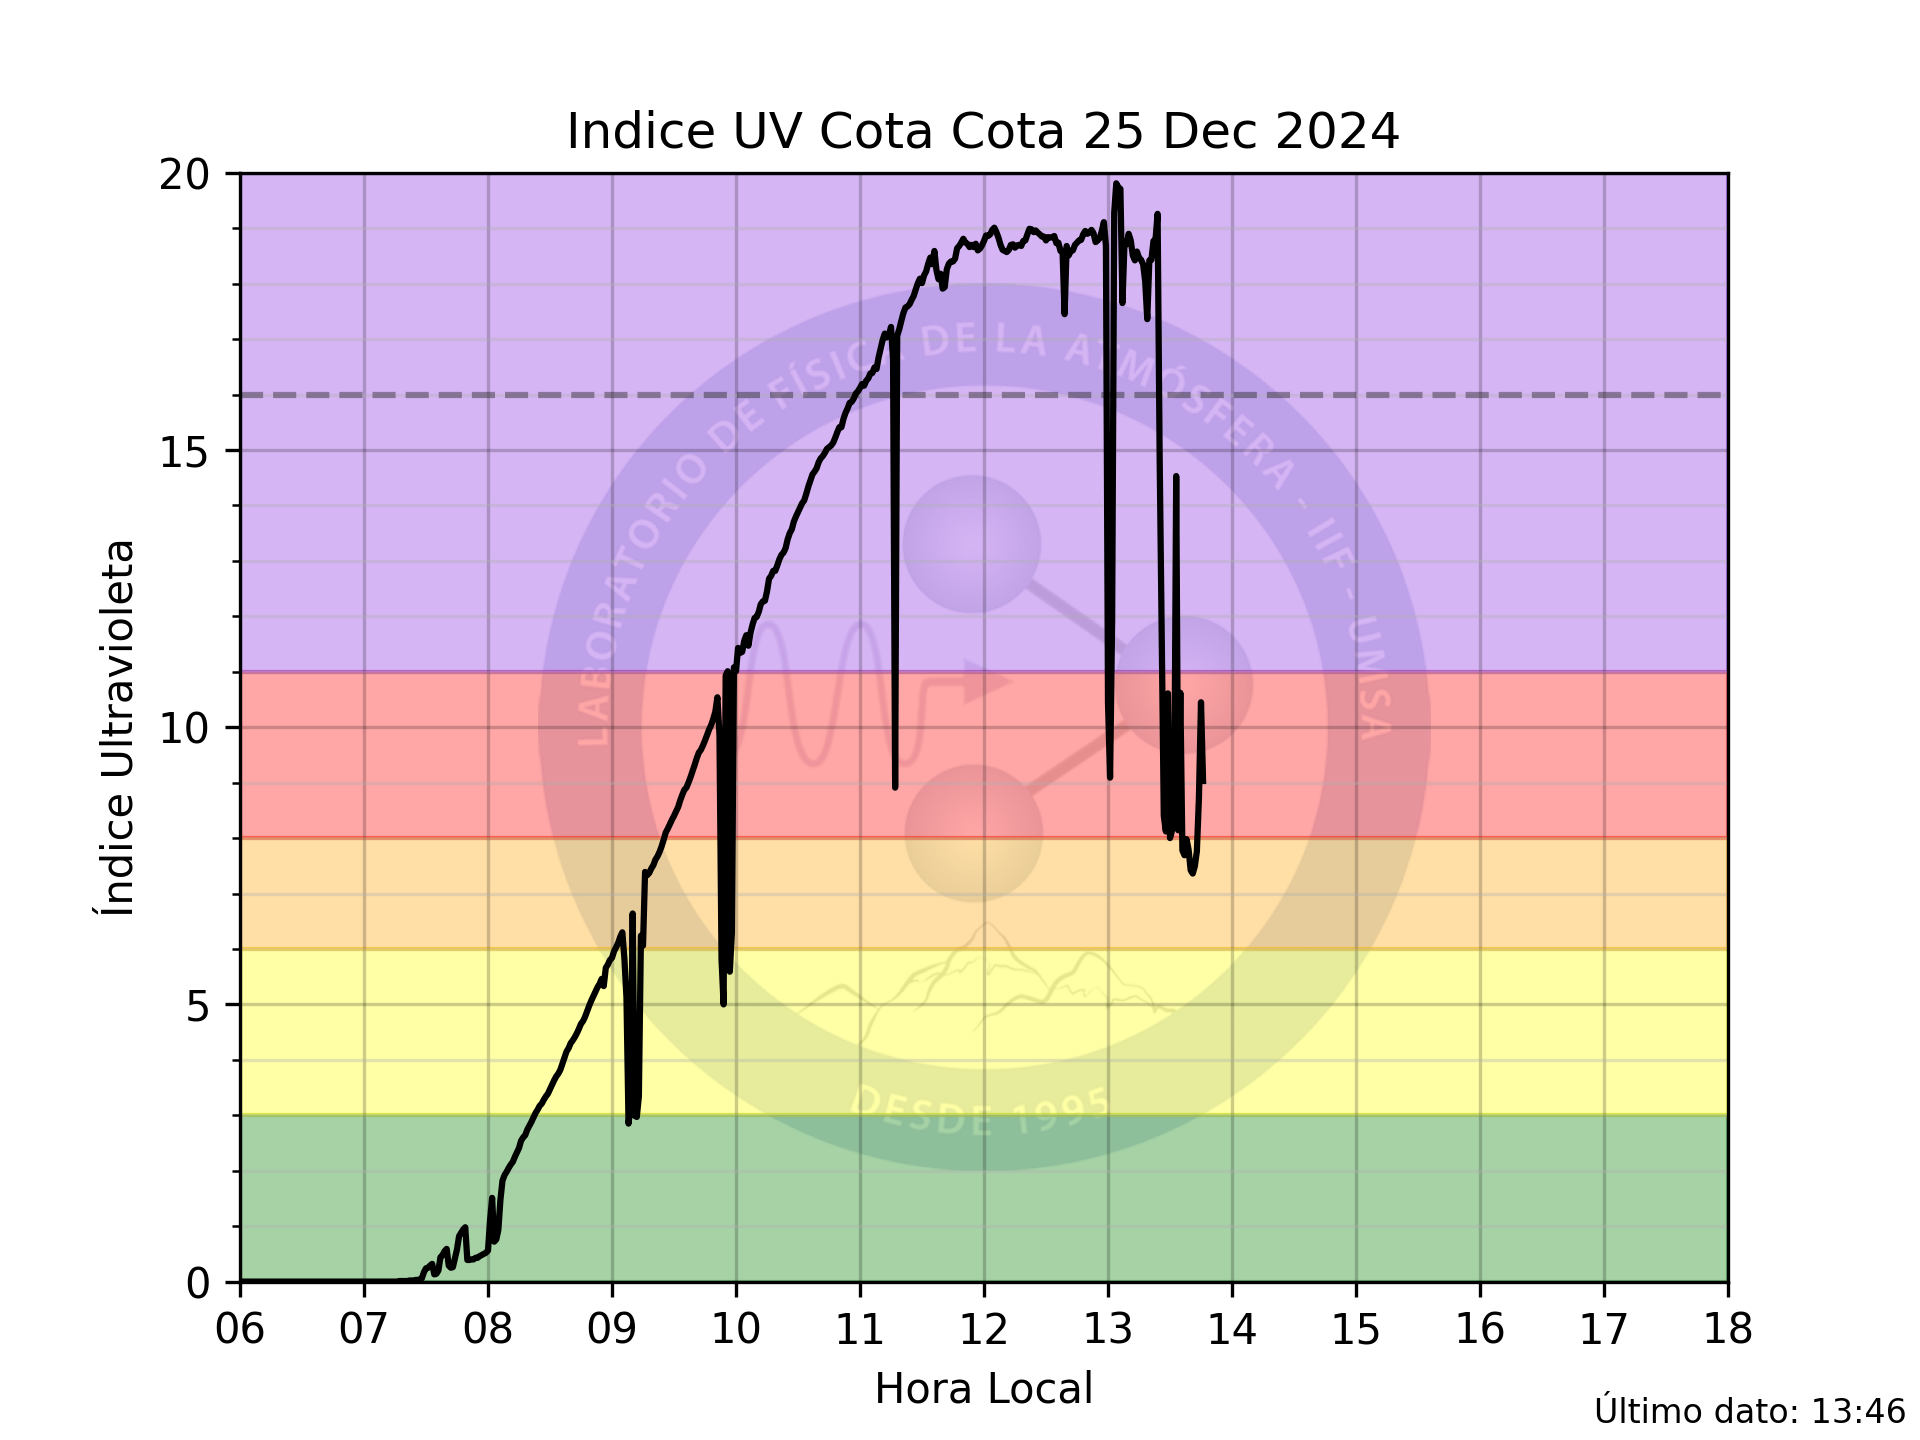 Indice UV Cota Cota 25 Dec 2024
20
15
10
5
0
Índice Ultravioleta
LABORATORIO DE FÍSICA DE LA ATMÓSFERA - IIF - UMSA
DESDE 1995
06 07 08 09 10 11 12 13 14 15 16 17 18
Hora Local
Último dato: 13:46